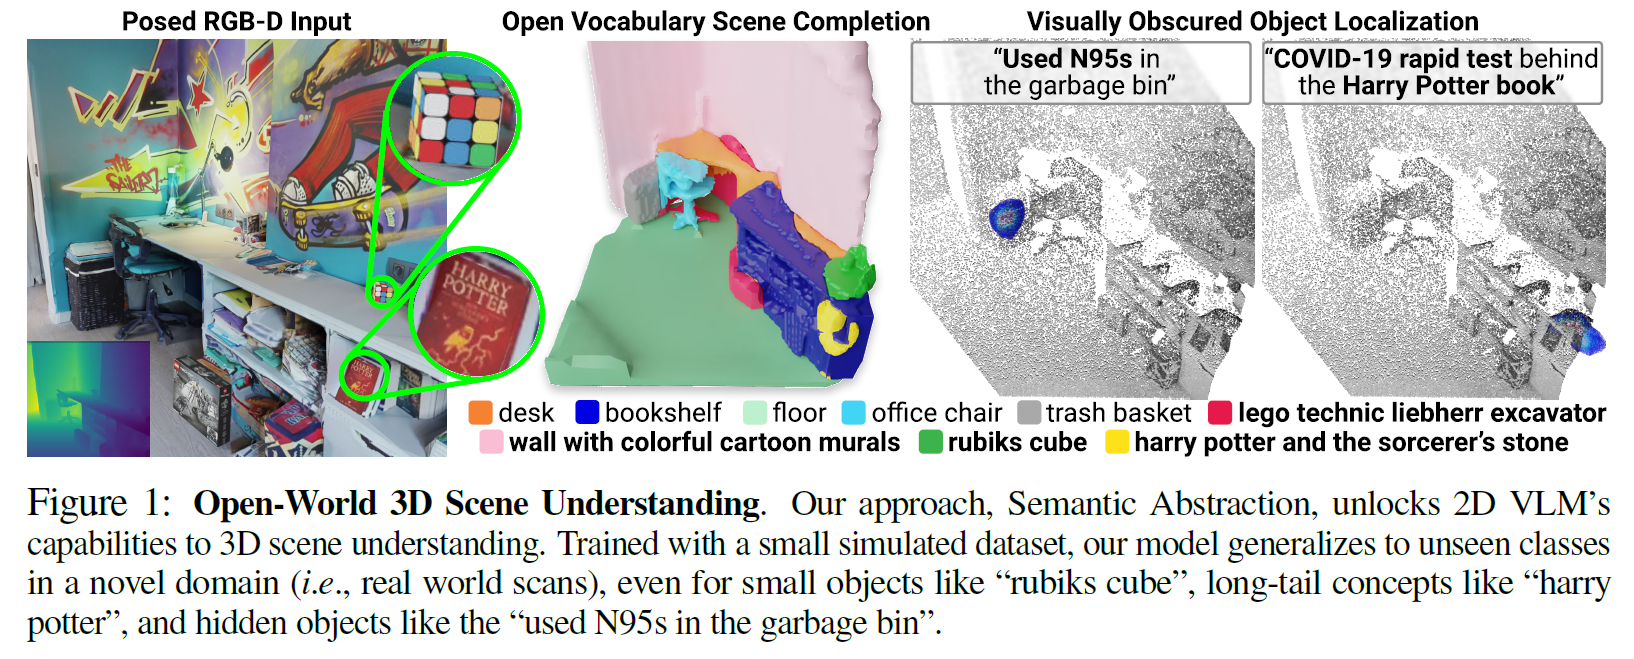 Posed RGB-D Input
Open Vocabulary Scene Completion
Visually Obscured Object Localization
HARRY
POTTER
HARRY
POTTER
"Used N95s in
the garbage bin"
"COVID-19 rapid test behind
the Harry Potter book"
desk
bookshelf
floor
office chair
trash basket
lego technic liebherr excavator
wall with colorful cartoon murals
rubiks cube
harry potter and the sorcerer's stone
Figure 1: Open-World 3D Scene Understanding. Our approach, Semantic Abstraction, unlocks 2D VLM's
capabilities to 3D scene understanding. Trained with a small simulated dataset, our model generalizes to unseen classes
in a novel domain (i.e., real world scans), even for small objects like "rubiks cube", long-tail concepts like "harry
potter", and hidden objects like the "used N95s in the garbage bin".